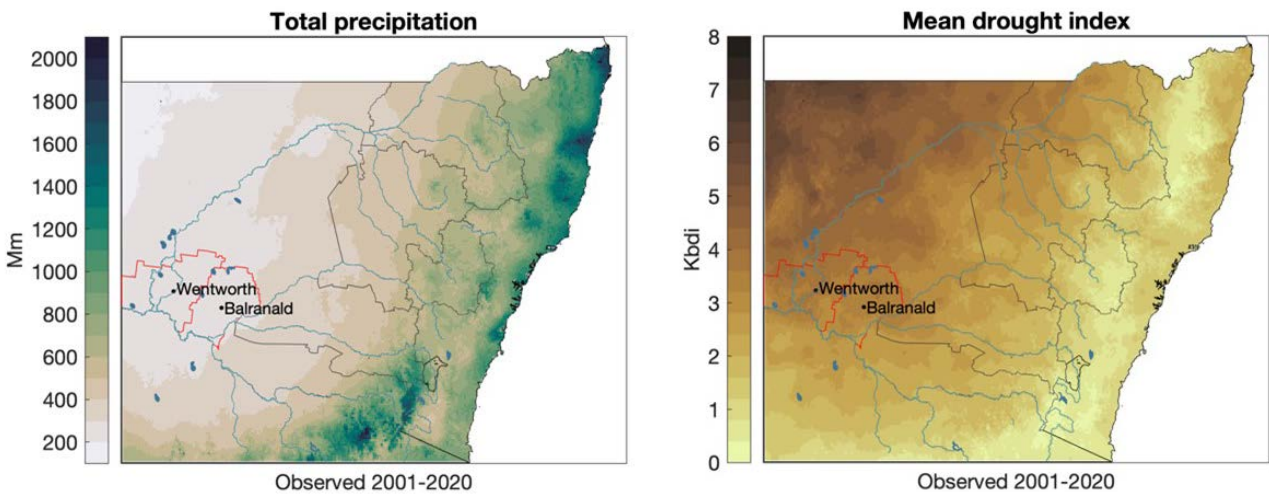 Total precipitation
2000
1800
1600
1400
1200
1000
800
600
400
200
Mm
Wentworth
Balranald
Observed 2001-2020
Mean drought index
8
7
6
5
4
3
2
1
0
Kbdi
Wentworth
Balranald
Observed 2001-2020